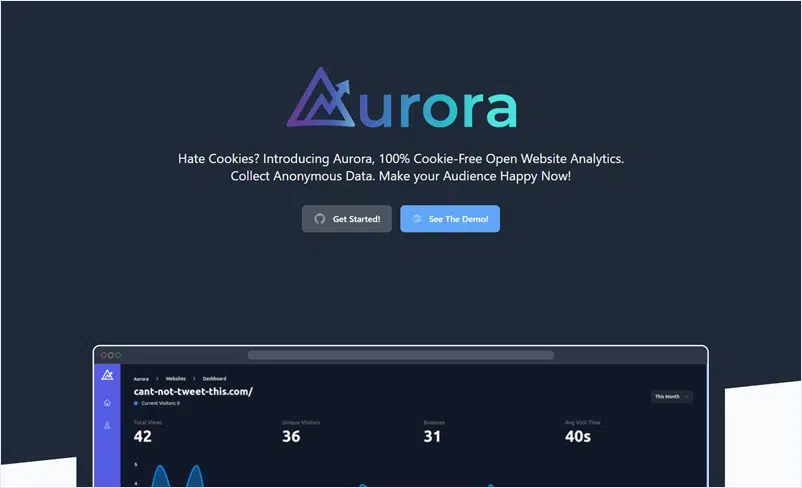 Aurora
Hate Cookies? Introducing Aurora, 100% Cookie-Free Open Website Analytics.
Collect Anonymous Data. Make your Audience Happy Now!
Get Started! See The Demo!
Aurora > Websites > Dashboard
cant-not-tweet-this.com/
Current Visitors: 0
This Month
Total Views Unique Visitors Bounces Avg Visit Time
42 36 31 40s
5
4